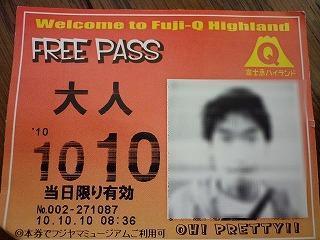 Welcome to Fuji-Q Highland
FREE PASS
Q
富士急ハイランド
大人
'10
10 10
当日限り有効
№002-271087
10.10.10 08:36
OH! PRETTY!!
@本券でフジヤマミュージアムご利用可